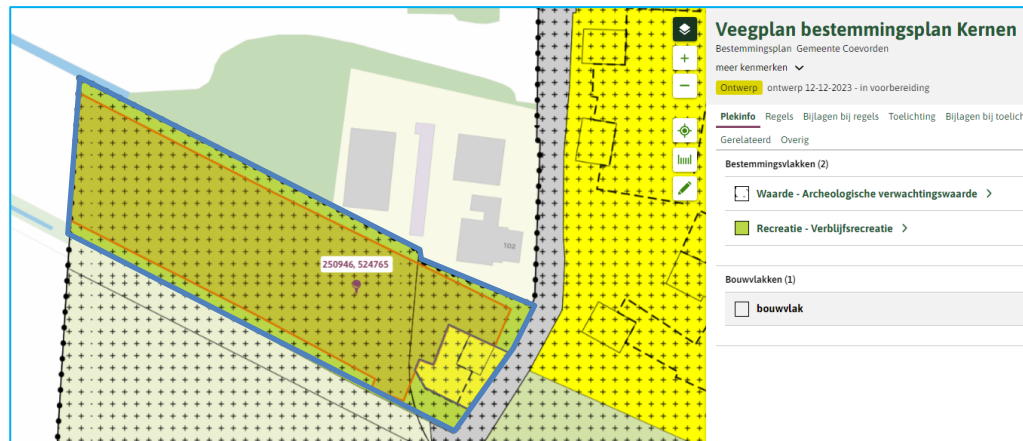 Veegplan bestemmingsplan Kernen
Bestemmingsplan Gemeente Coevorden
meer kenmerken
Ontwerp ontwerp 12-12-2023 - in voorbereiding
Plekinfo Regels Bijlagen bij regels Toelichting Bijlagen bij toelich
Gerelateerd Overig
Bestemmingsvlakken (2)
Waarde - Archeologische verwachtingswaarde
Recreatie - Verblijfsrecreatie
Bouwvlakken (1)
bouwvlak
102
250946, 524765